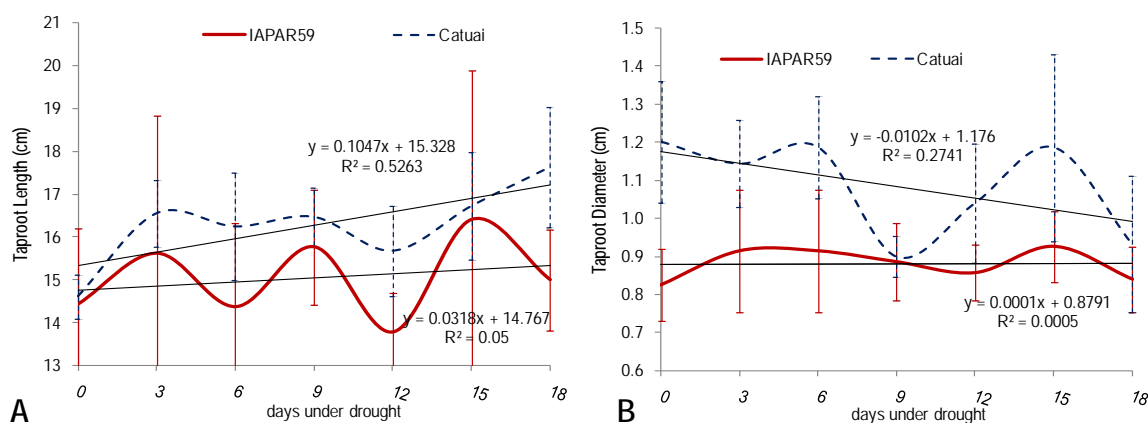 IAPAR59 Catuai
21
20
19
18
17
16
15
14
13
Taproot Length (cm)
y = 0.1047x + 15.328
R² = 0.5263
y = 0.0318x + 14.767
R² = 0.05
0 3 6 9 12 15 18
days under drought
A
IAPAR59 Catuai
1.5
1.4
1.3
1.2
1.1
1.0
0.9
0.8
0.7
0.6
Taproot Diameter (cm)
y = -0.0102x + 1.176
R² = 0.2741
y = 0.0001x + 0.8791
R² = 0.0005
0 3 6 9 12 15 18
days under drought
B